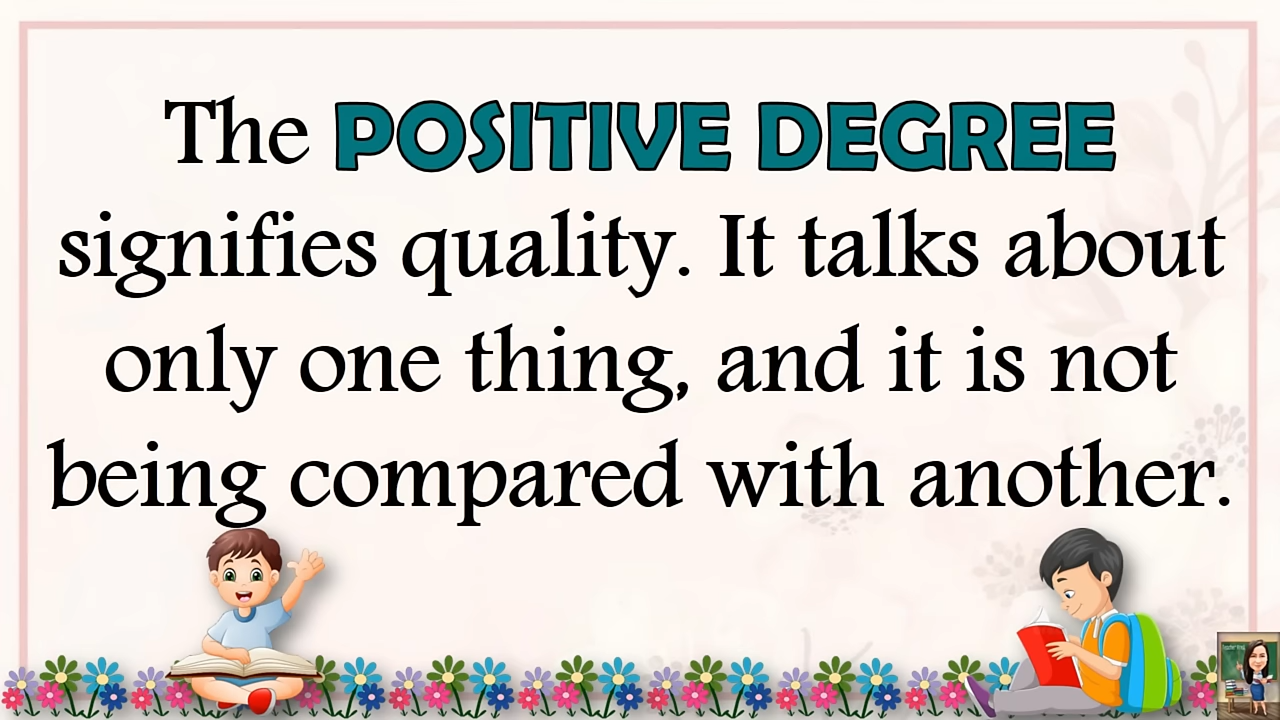 The POSITIVE DEGREE
signifies quality. It talks about
only one thing, and it is not
being compared with another.